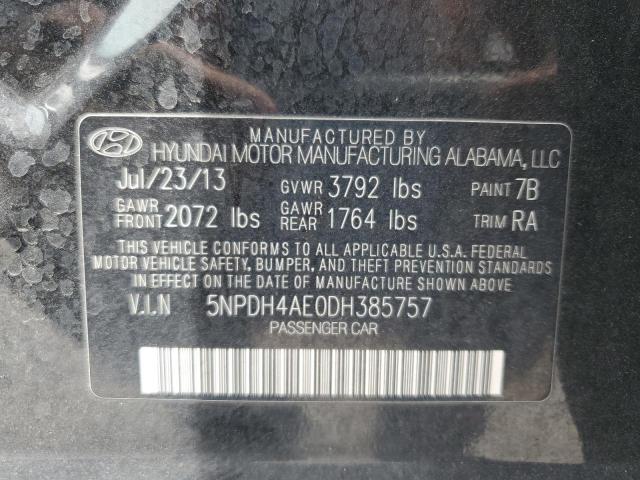 MANUFACTURED BY
HYUNDAI MOTOR MANUFACTURING ALABAMA, LLC
Jul/23/13 GVWR 3792 lbs PAINT 7B
GAWR FRONT 2072 lbs GAWR REAR 1764 lbs TRIM RA
THIS VEHICLE CONFORMS TO ALL APPLICABLE U.S.A. FEDERAL
MOTOR VEHICLE SAFETY, BUMPER, AND THEFT PREVENTION STANDARDS
IN EFFECT ON THE DATE OF MANUFACTURE SHOWN ABOVE.
V.I.N 5NPDH4AE0DH385757
PASSENGER CAR